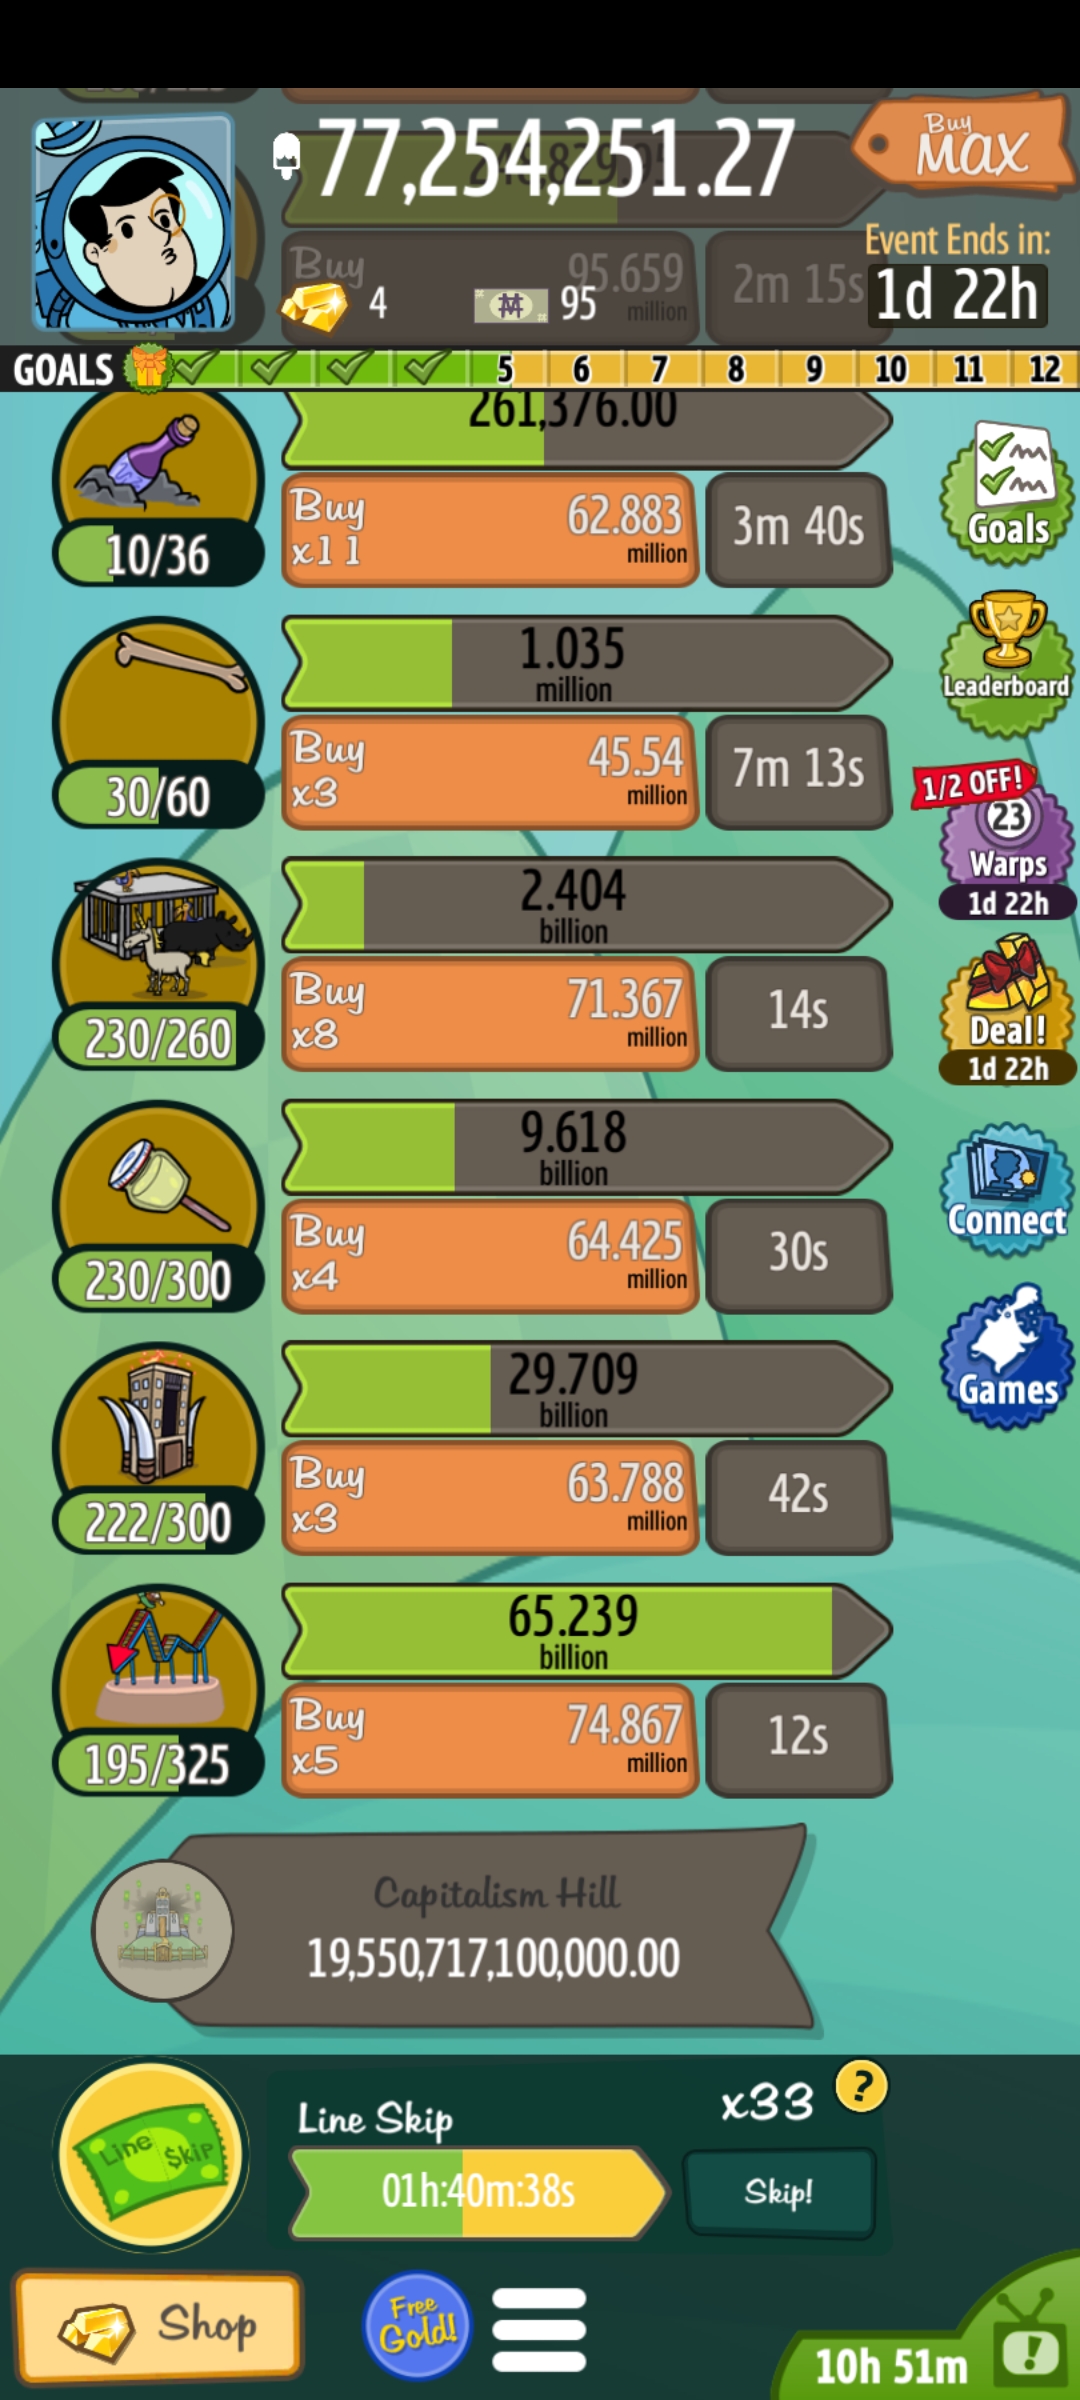 77,254,251.27
Buy
MAX
Event Ends in:
1d 22h
Buy
95.659
million
2m 15s
4
95
GOALS
5
6
7
8
9
10
11
12
261,376.00
Buy
x11
62.883
million
3m 40s
10/36
Goals
1.035
million
Buy
x3
45.54
million
7m 13s
30/60
Leaderboard
1/2 OFF!
23
Warps
1d 22h
2.404
billion
Buy
x8
71.367
million
14s
230/260
Deal!
1d 22h
9.618
billion
Buy
x4
64.425
million
30s
230/300
Connect
29.709
billion
Buy
x3
63.788
million
42s
222/300
Games
65.239
billion
Buy
x5
74.867
million
12s
195/325
Capitalism Hill
19,550,717,100,000.00
Line $kip
Line Skip
x33
?
01h:40m:38s
Skip!
Shop
Free
Gold!
10h 51m
!